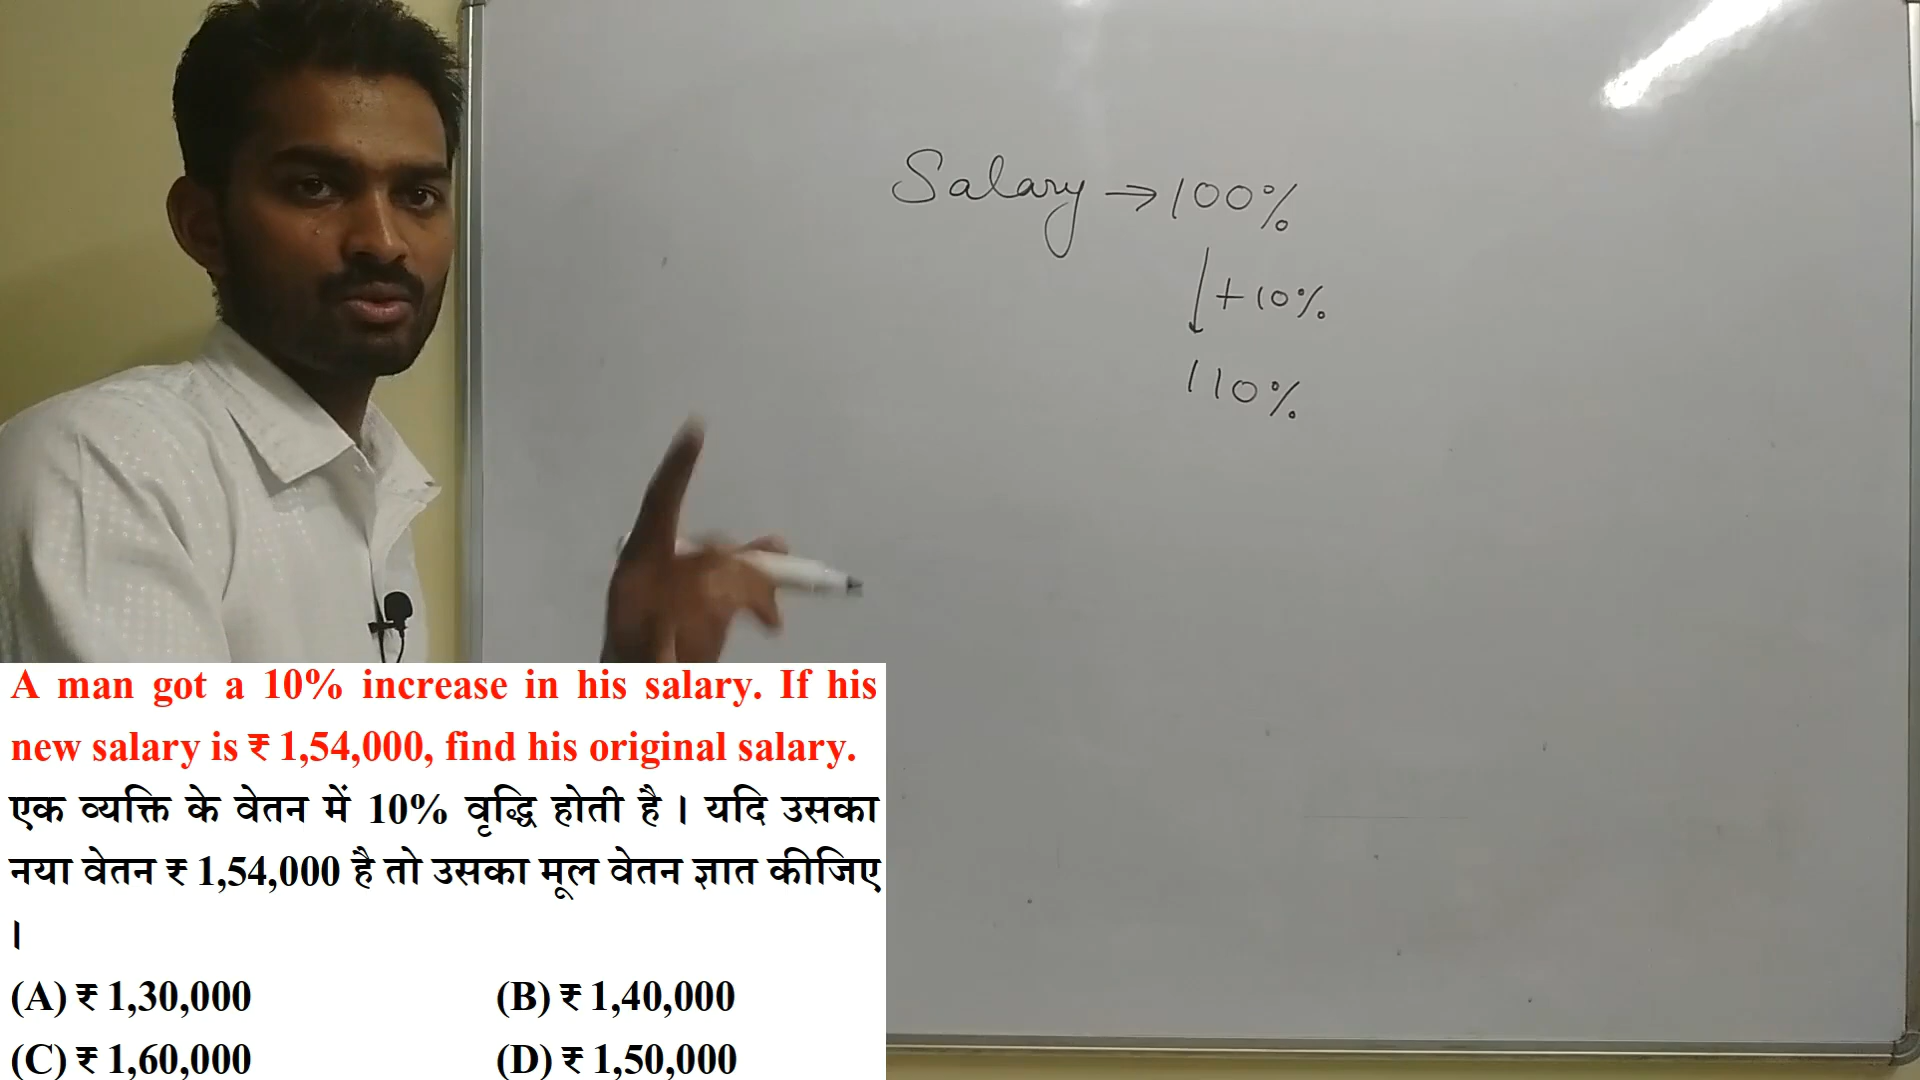 Salary → 100%
+10%
110%
A man got a 10% increase in his salary. If his
new salary is ₹ 1,54,000, find his original salary.
एक व्यक्ति के वेतन में 10% वृद्धि होती है । यदि उसका
नया वेतन ₹ 1,54,000 है तो उसका मूल वेतन ज्ञात कीजिए
।
(A) ₹ 1,30,000 (B) ₹ 1,40,000
(C) ₹ 1,60,000 (D) ₹ 1,50,000